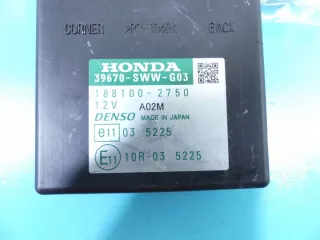 CORNER BACK
HONDA
39670-SWW-G03
188100-2750
12V A02M
DENSO MADE IN JAPAN
e11 03 5225
E11 10R-03 5225